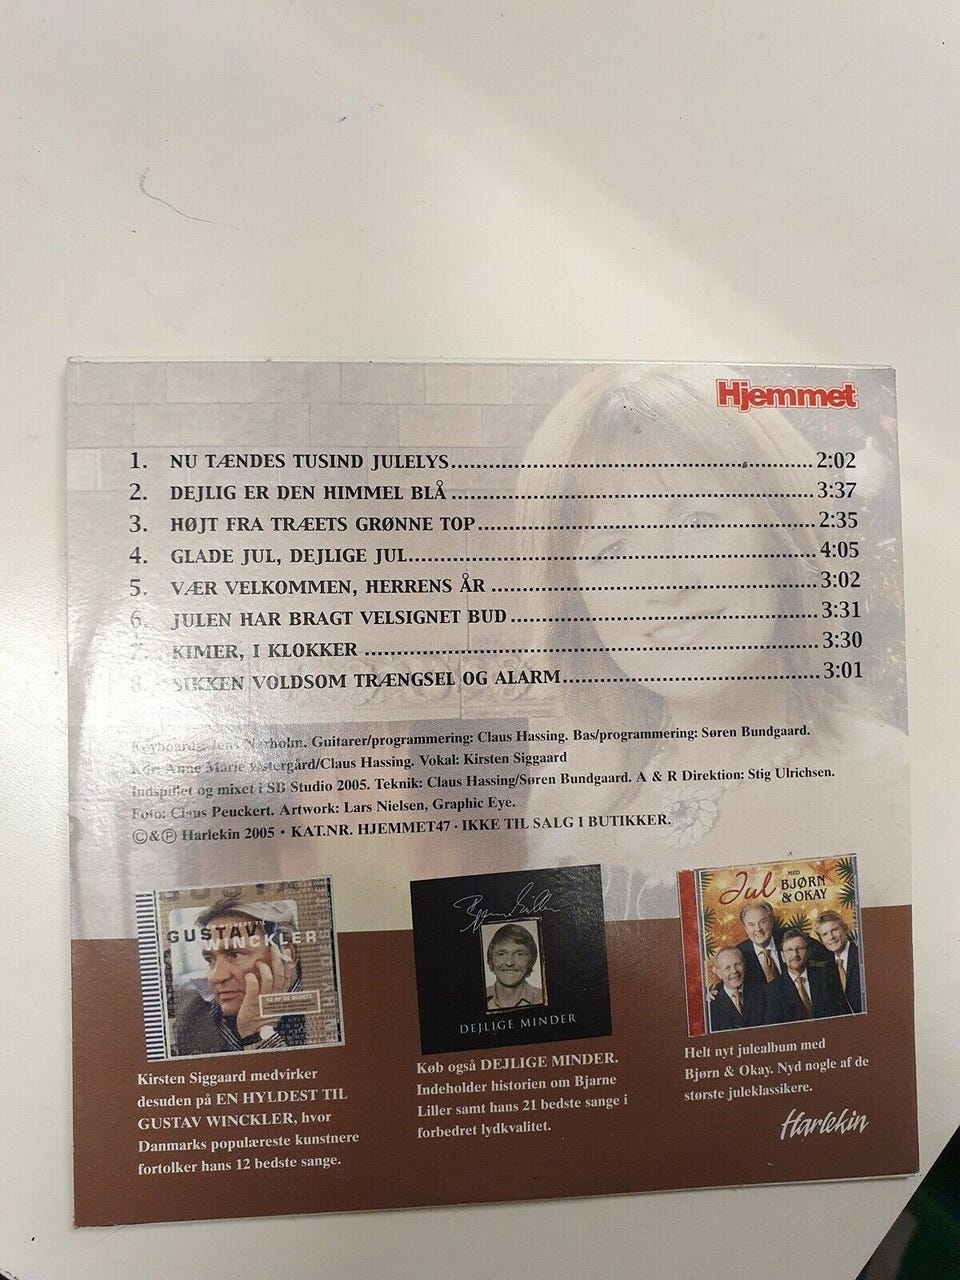 Hjemmet
1. NU TÆNDES TUSIND JULELYS 2:02
2. DEJLIG ER DEN HIMMEL BLÅ 3:37
3. HØJT FRA TRÆETS GRØNNE TOP 2:35
4. GLADE JUL, DEJLIGE JUL 4:05
5. VÆR VELKOMMEN, HERRENS ÅR 3:02
6. JULEN HAR BRAGT VELSIGNET BUD 3:31
7. KIMER, I KLOKKER 3:30
8. SIKKEN VOLDSOM TRÆNGSEL OG ALARM 3:01
Guitarer/programmering: Claus Hassing. Bas/programmering: Søren Bundgaard.
Kor: Anne Marie Vestergård/Claus Hassing. Vokal: Kirsten Siggaard
Indspillet og mixet i SB Studio 2005. Teknik: Claus Hassing/Søren Bundgaard. A & R Direktion: Stig Ulrichsen.
Foto: Claus Peuckert. Artwork: Lars Nielsen, Graphic Eye.
©&℗ Harlekin 2005 • KAT.NR. HJEMMET47 · IKKE TIL SALG I BUTIKKER.
GUSTAV
WINCKLER
DEJLIGE MINDER
Jul MED
BJØRN
& OKAY
Kirsten Siggaard medvirker
desuden på EN HYLDEST TIL
GUSTAV WINCKLER, hvor
Danmarks populæreste kunstnere
fortolker hans 12 bedste sange.
Køb også DEJLIGE MINDER.
Indeholder historien om Bjarne
Liller samt hans 21 bedste sange i
forbedret lydkvalitet.
Helt nyt julealbum med
Bjørn & Okay. Nyd nogle af de
største juleklassikere.
Harlekin